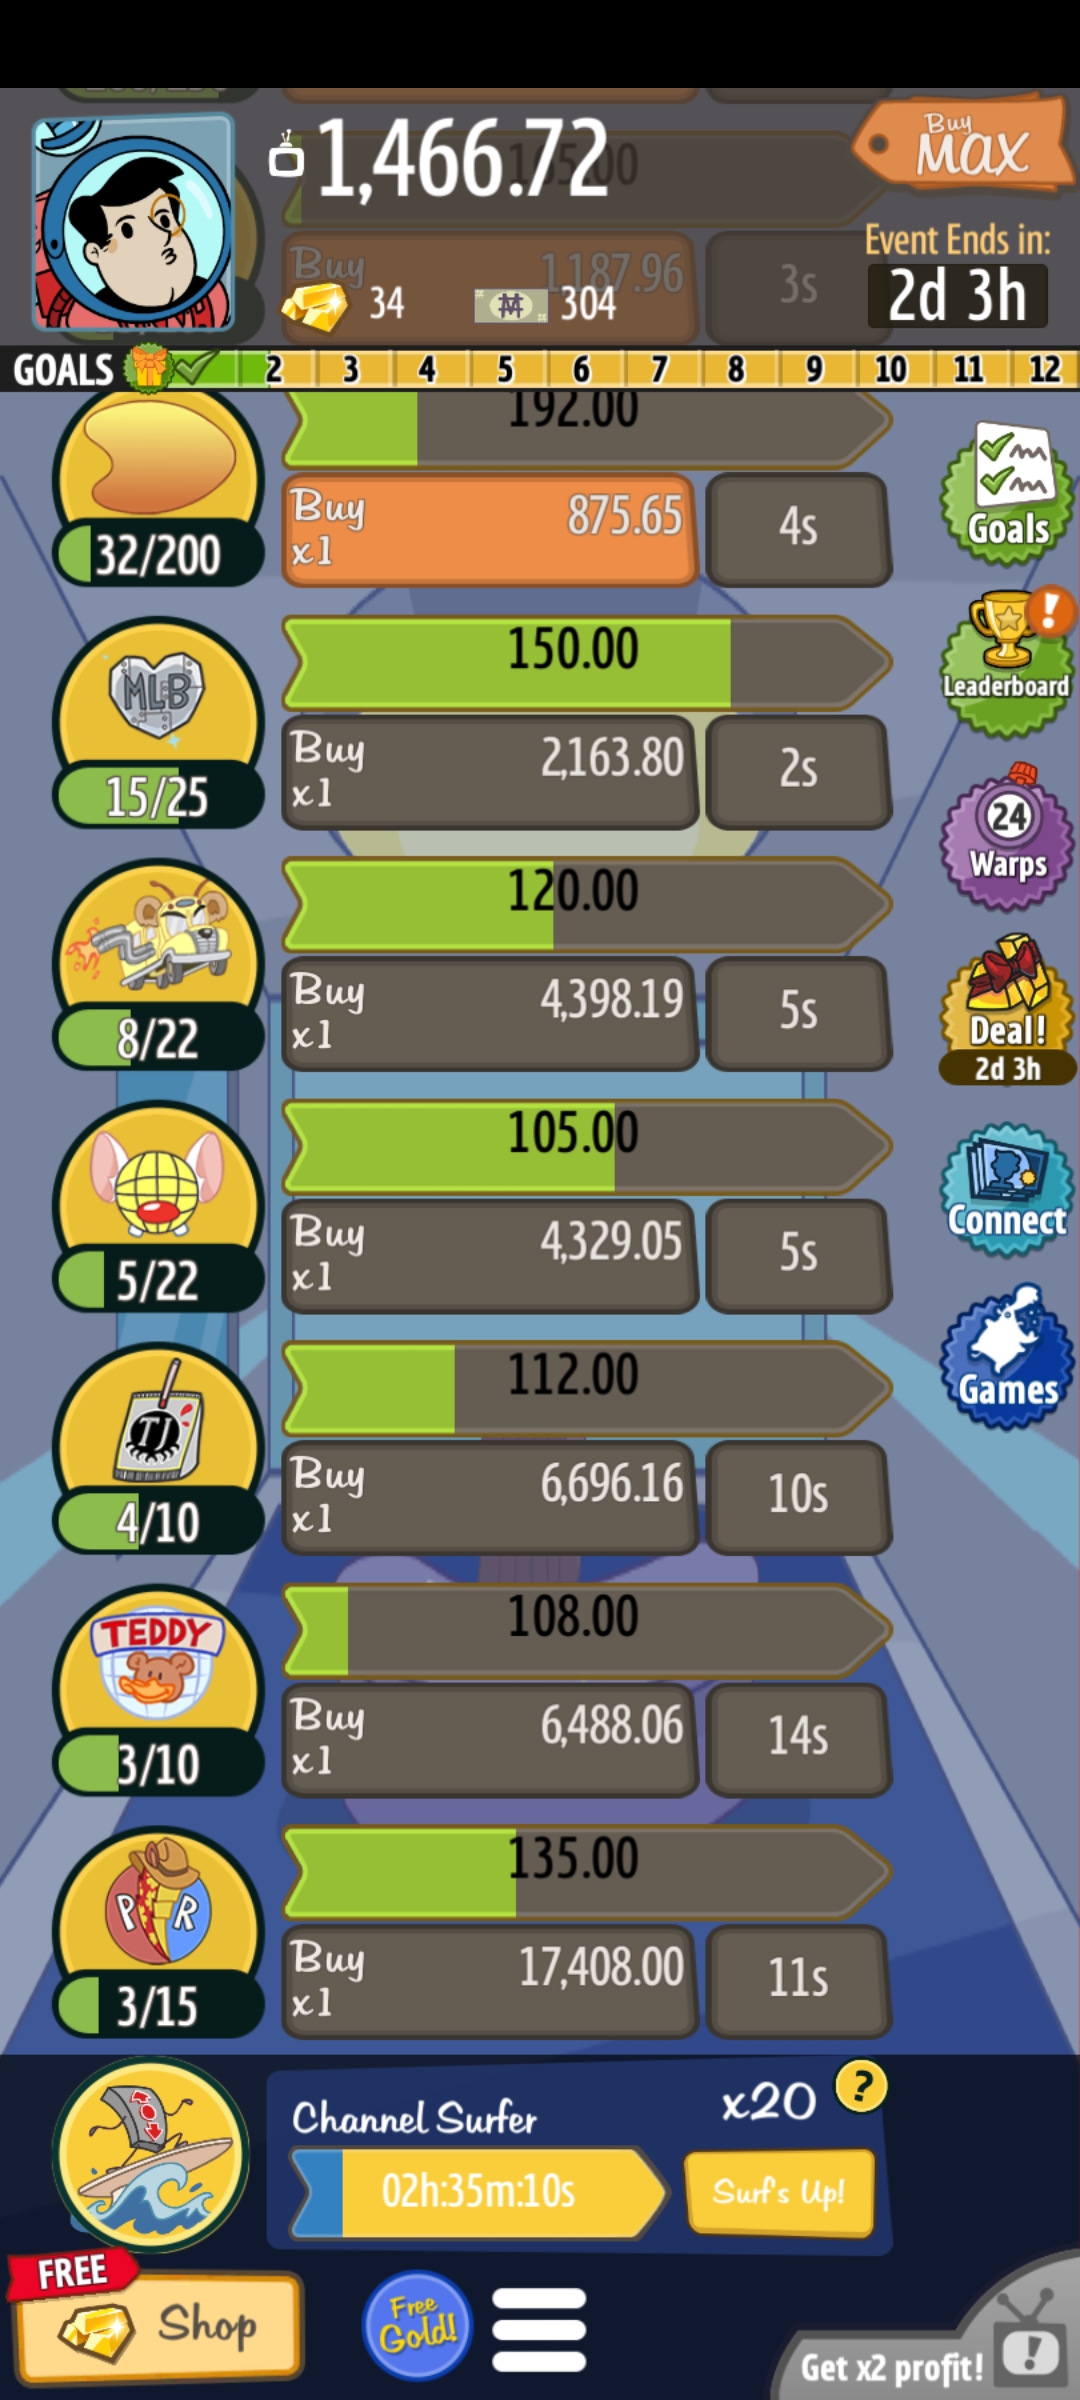 1,466.72
Buy
MAX
Event Ends in:
2d 3h
34
304
Buy
1187.96
3s
GOALS
2
3
4
5
6
7
8
9
10
11
12
192.00
32/200
Buy
x1
875.65
4s
Goals
MLB
15/25
150.00
Buy
x1
2,163.80
2s
Leaderboard
24
Warps
8/22
120.00
Buy
x1
4,398.19
5s
Deal!
2d 3h
5/22
105.00
Buy
x1
4,329.05
5s
Connect
TJ
4/10
112.00
Buy
x1
6,696.16
10s
Games
TEDDY
3/10
108.00
Buy
x1
6,488.06
14s
P R
3/15
135.00
Buy
x1
17,408.00
11s
Channel Surfer
x20
?
02h:35m:10s
Surf's Up!
FREE
Shop
Free
Gold!
Get x2 profit!